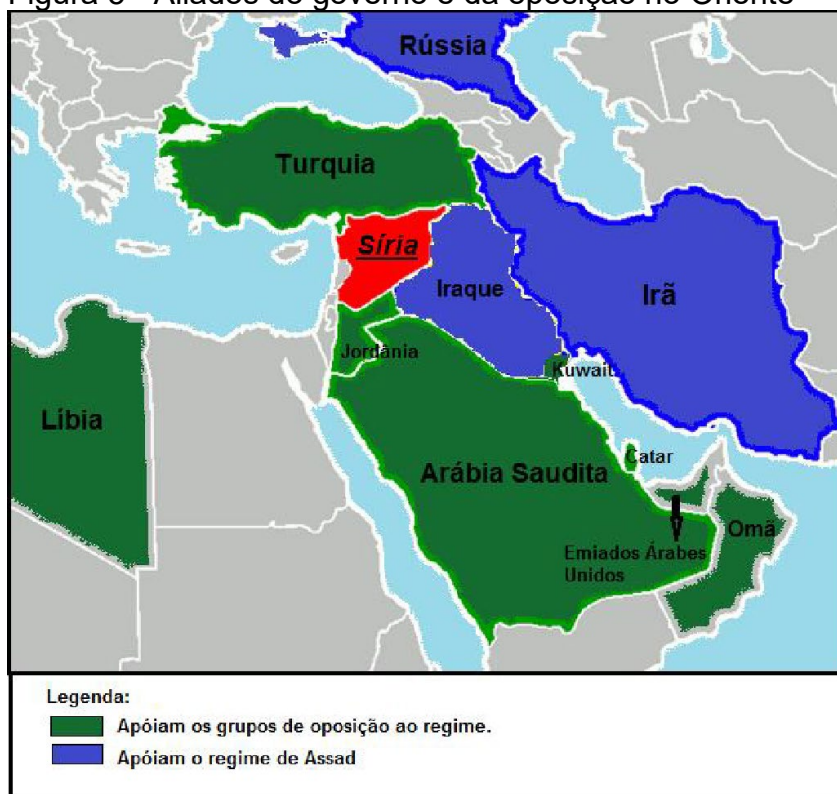 Rússia
Turquia
Síria
Iraque
Irã
Jordânia
Kuwait
Líbia
Catar
Arábia Saudita
Omã
Emiados Árabes
Unidos
Legenda:
Apóiam os grupos de oposição ao regime.
Apóiam o regime de Assad